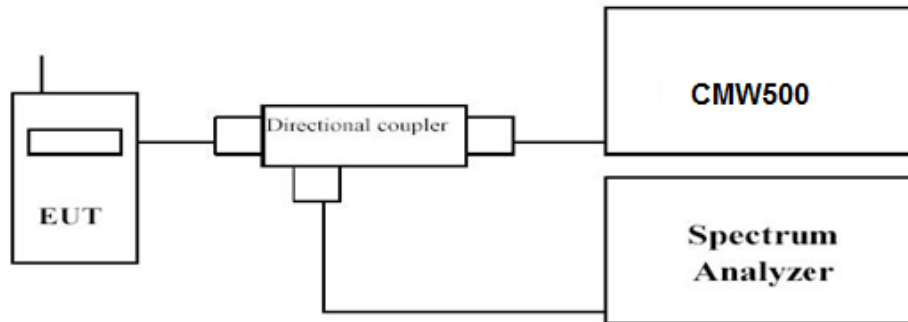 CMW500
Directional coupler
EUT
Spectrum
Analyzer